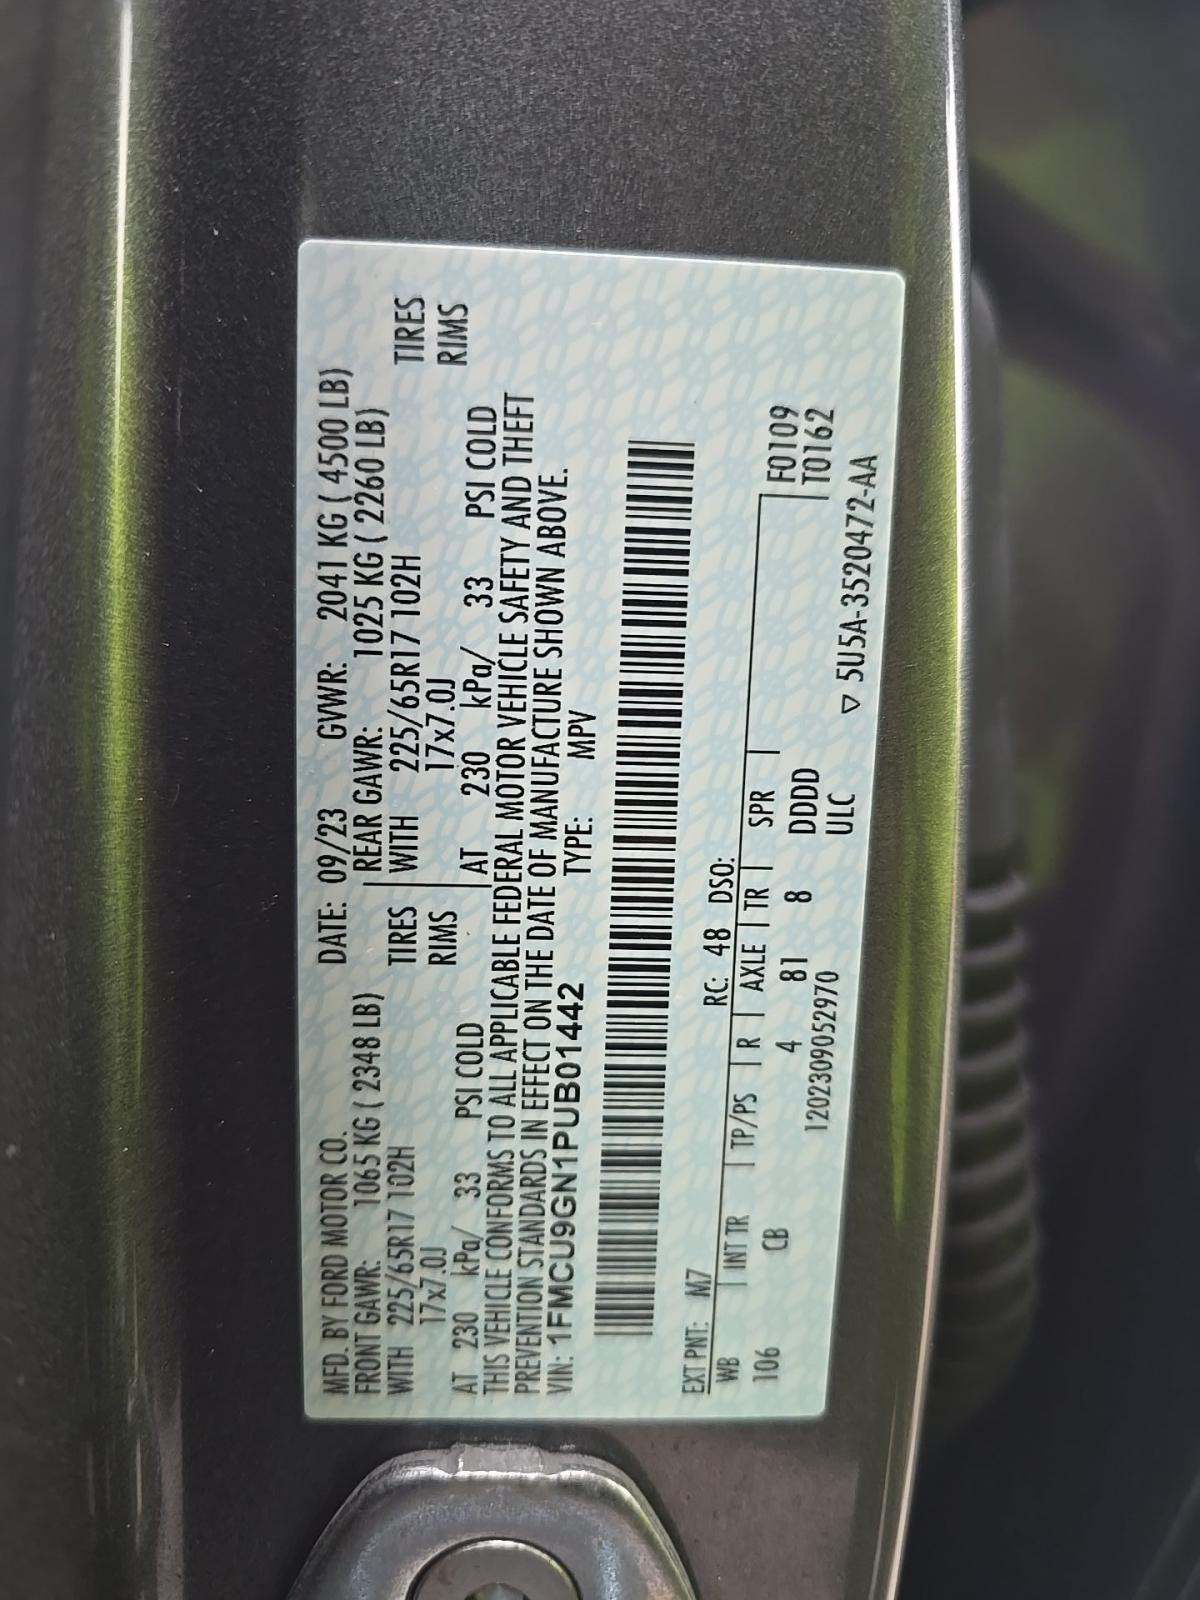 MFD. BY FORD MOTOR CO. DATE: 09/23 GVWR: 2041 KG ( 4500 LB)
FRONT GAWR: 1065 KG ( 2348 LB) REAR GAWR: 1025 KG ( 2260 LB)
WITH 225/65R17 102H TIRES WITH 225/65R17 102H TIRES
17x7.0J RIMS 17x7.0J RIMS
AT 230 kPa/ 33 PSI COLD AT 230 kPa/ 33 PSI COLD
THIS VEHICLE CONFORMS TO ALL APPLICABLE FEDERAL MOTOR VEHICLE SAFETY AND THEFT
PREVENTION STANDARDS IN EFFECT ON THE DATE OF MANUFACTURE SHOWN ABOVE.
VIN: 1FMCU9GN1PUB01442 TYPE: MPV
EXT PNT: M7 RC: 48 DSO:
WB | INT TR | TP/PS | R | AXLE | TR | SPR | F0109
106 CB 4 81 8 DDDD T0162
1202309052970 ULC
▽ 5U5A-3520472-AA